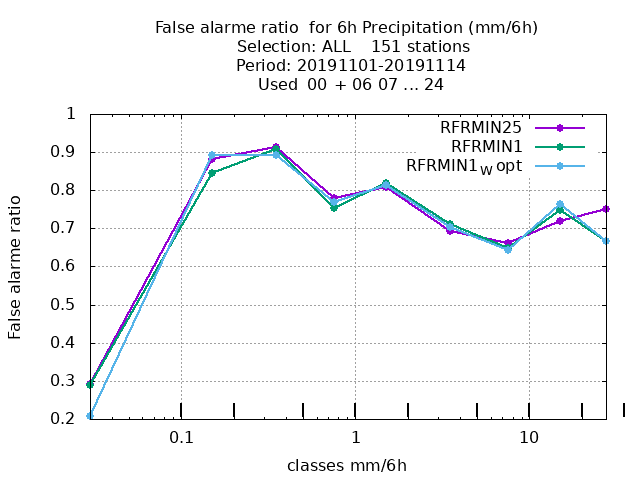 False alarme ratio  for 6h Precipitation (mm/6h)
Selection: ALL    151 stations
Period: 20191101-20191114
Used  00  + 06 07 ... 24
RFRMIN25
RFRMIN1
RFRMIN1W opt
1
0.9
0.8
0.7
0.6
0.5
0.4
0.3
0.2
False alarme ratio
0.1 1 10
classes mm/6h